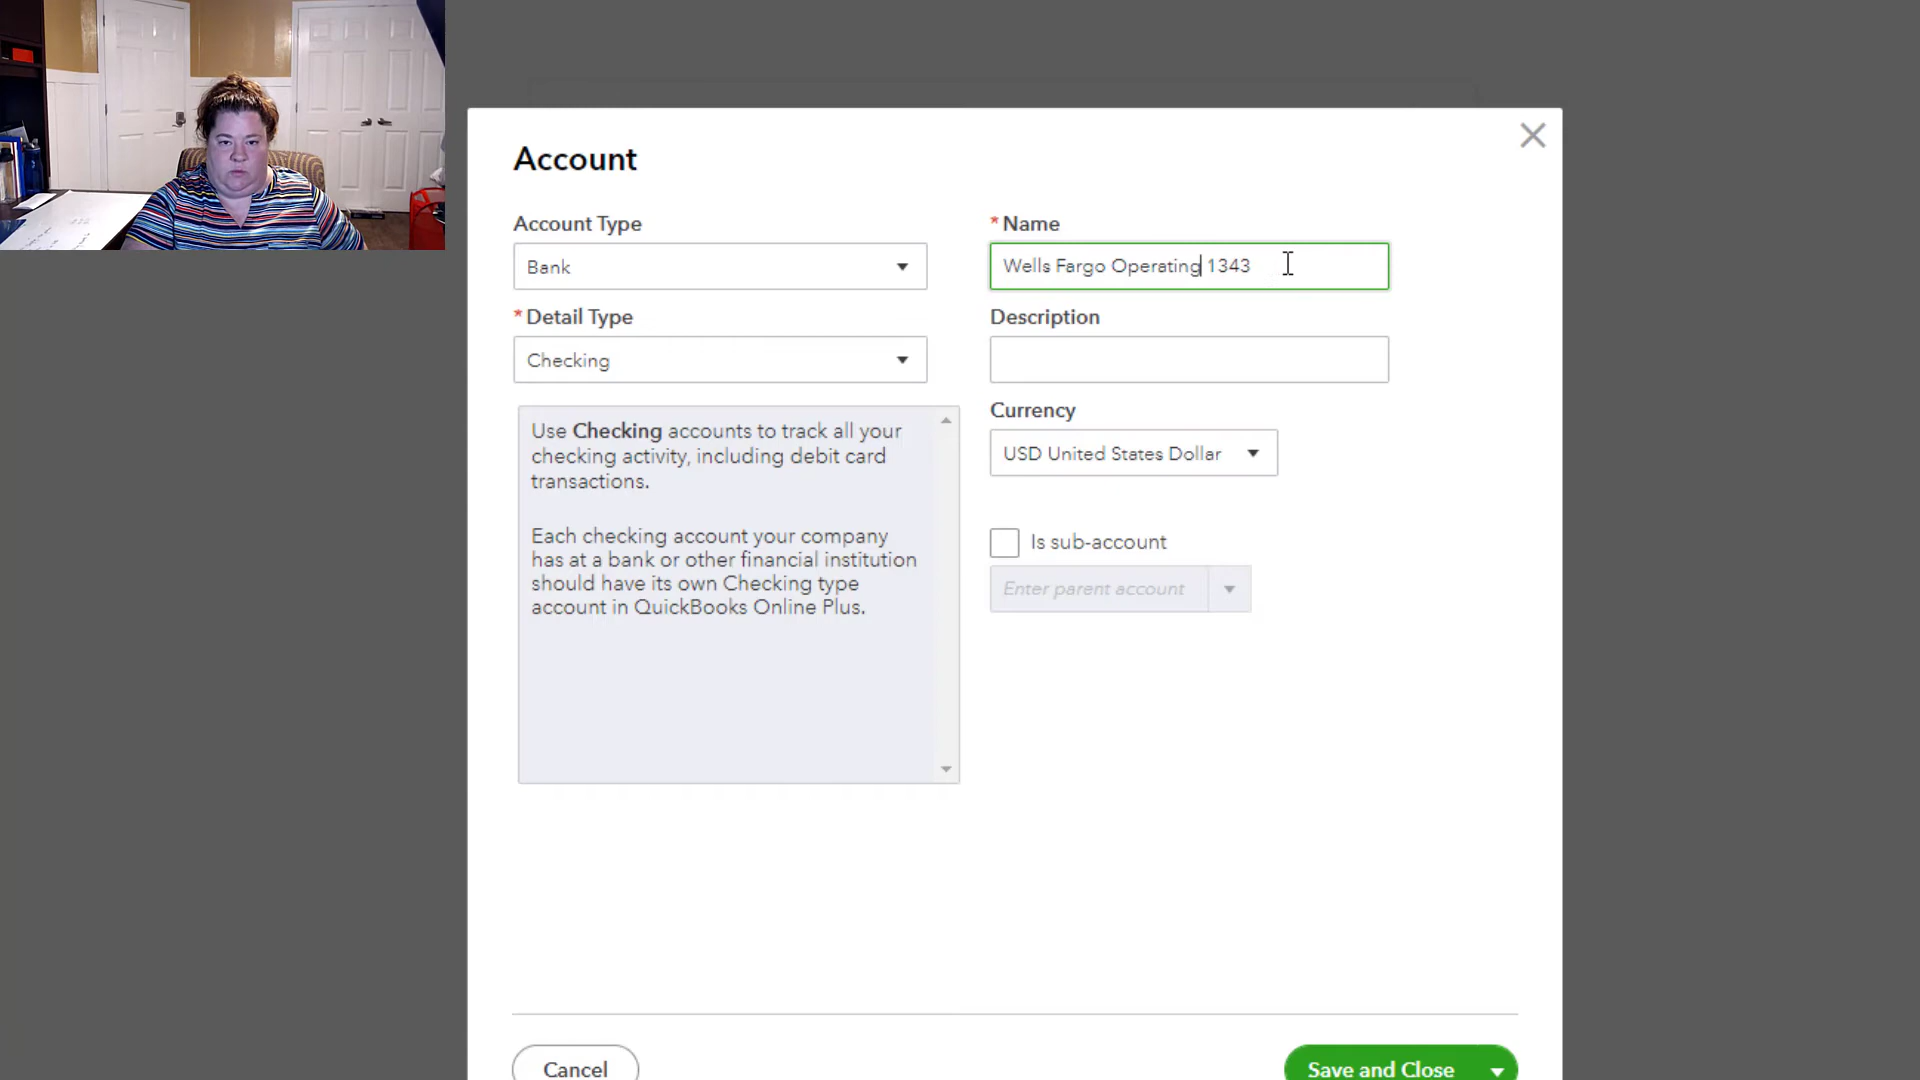 Account
Account Type
* Name
Bank
Wells Fargo Operating 1343
* Detail Type
Description
Checking
Use Checking accounts to track all your
checking activity, including debit card
transactions.
Each checking account your company
has at a bank or other financial institution
should have its own Checking type
account in QuickBooks Online Plus.
Currency
USD United States Dollar
Is sub-account
Enter parent account
Cancel
Save and Close